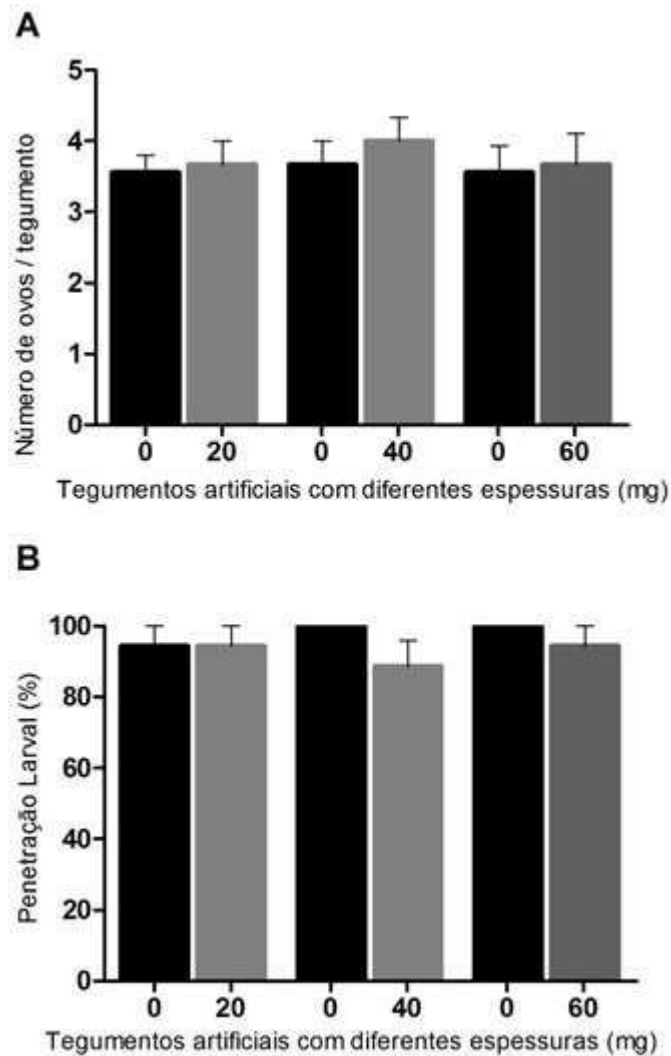 A
Número de ovos / tegumento
5
4
3
2
1
0
0 20 0 40 0 60
Tegumentos artificiais com diferentes espessuras (mg)
B
Penetração Larval (%)
100
80
60
40
20
0
0 20 0 40 0 60
Tegumentos artificiais com diferentes espessuras (mg)